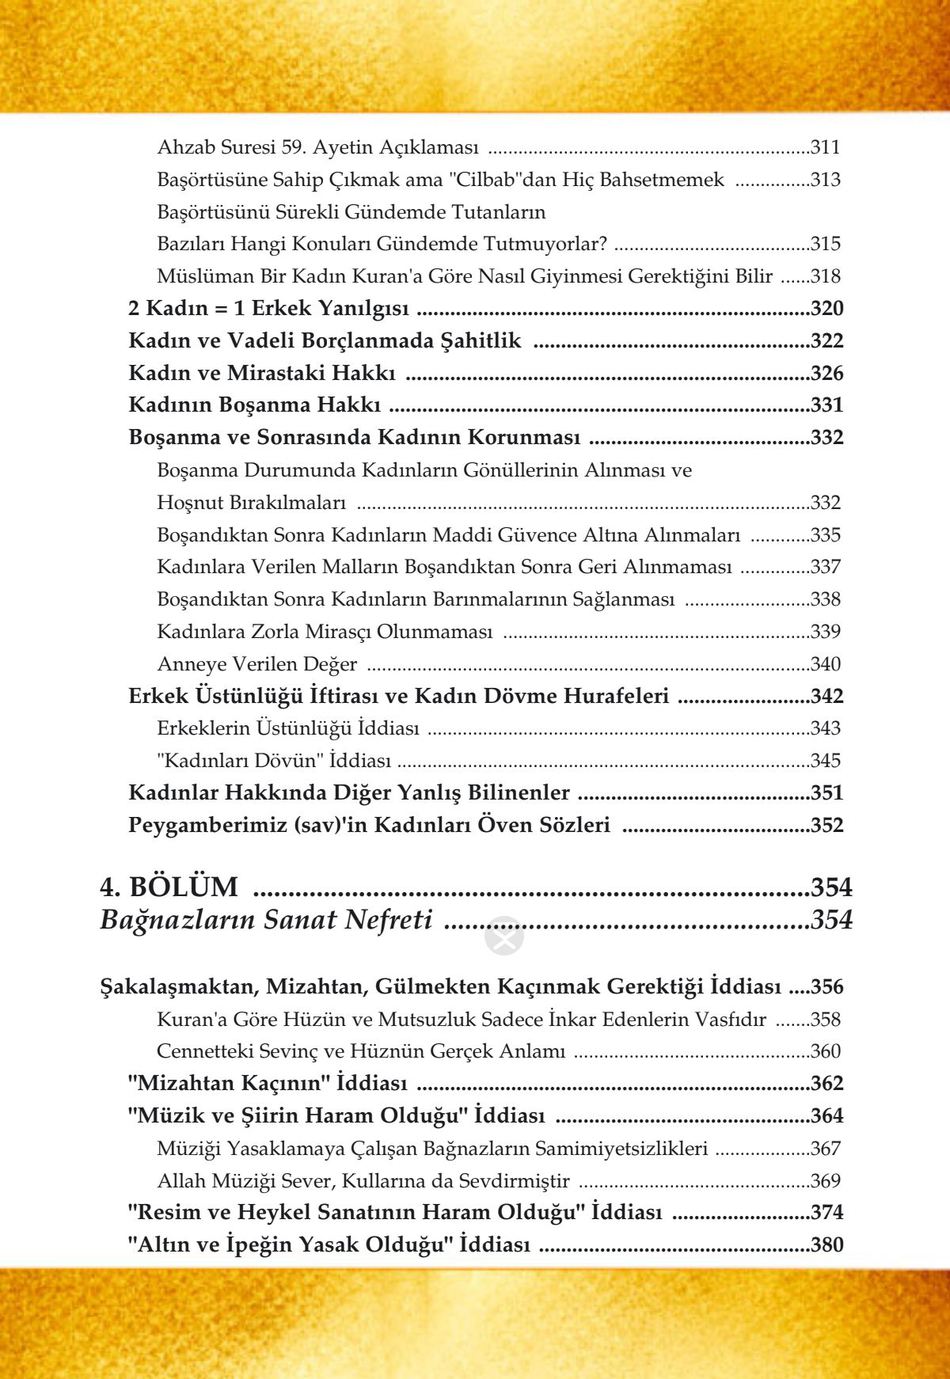 Ahzab Suresi 59. Ayetin Açıklaması ..................................................................311
Başörtüsüne Sahip Çıkmak ama "Cilbab"dan Hiç Bahsetmemek ...............313
Başörtüsünü Sürekli Gündemde Tutanların
Bazıları Hangi Konuları Gündemde Tutmuyorlar? ........................................315
Müslüman Bir Kadın Kuran'a Göre Nasıl Giyinmesi Gerektiğini Bilir ......318
2 Kadın = 1 Erkek Yanılgısı ......................................................................320
Kadın ve Vadeli Borçlanmada Şahitlik .................................................322
Kadın ve Mirastaki Hakkı ........................................................................326
Kadının Boşanma Hakkı ...........................................................................331
Boşanma ve Sonrasında Kadının Korunması .......................................332
Boşanma Durumunda Kadınların Gönüllerinin Alınması ve
Hoşnut Bırakılmaları ............................................................................................332
Boşandıktan Sonra Kadınların Maddi Güvence Altına Alınmaları ............335
Kadınlara Verilen Malların Boşandıktan Sonra Geri Alınmaması ..............337
Boşandıktan Sonra Kadınların Barınmalarının Sağlanması .........................338
Kadınlara Zorla Mirasçı Olunmaması ...............................................................339
Anneye Verilen Değer ..........................................................................................340
Erkek Üstünlüğü İftirası ve Kadın Dövme Hurafeleri .......................342
Erkeklerin Üstünlüğü İddiası ..............................................................................343
"Kadınları Dövün" İddiası ....................................................................................345
Kadınlar Hakkında Diğer Yanlış Bilinenler .........................................351
Peygamberimiz (sav)'in Kadınları Öven Sözleri .................................352
4. BÖLÜM ...............................................................................354
Bağnazların Sanat Nefreti ....................................................354
Şakalaşmaktan, Mizahtan, Gülmekten Kaçınmak Gerektiği İddiası ....356
Kuran'a Göre Hüzün ve Mutsuzluk Sadece İnkar Edenlerin Vasfıdır .......358
Cennetteki Sevinç ve Hüznün Gerçek Anlamı ................................................360
"Mizahtan Kaçının" İddiası ......................................................................362
"Müzik ve Şiirin Haram Olduğu" İddiası .............................................364
Müziği Yasaklamaya Çalışan Bağnazların Samimiyetsizlikleri ...................367
Allah Müziği Sever, Kullarına da Sevdirmiştir ...............................................369
"Resim ve Heykel Sanatının Haram Olduğu" İddiası ........................374
"Altın ve İpeğin Yasak Olduğu" İddiası ................................................380